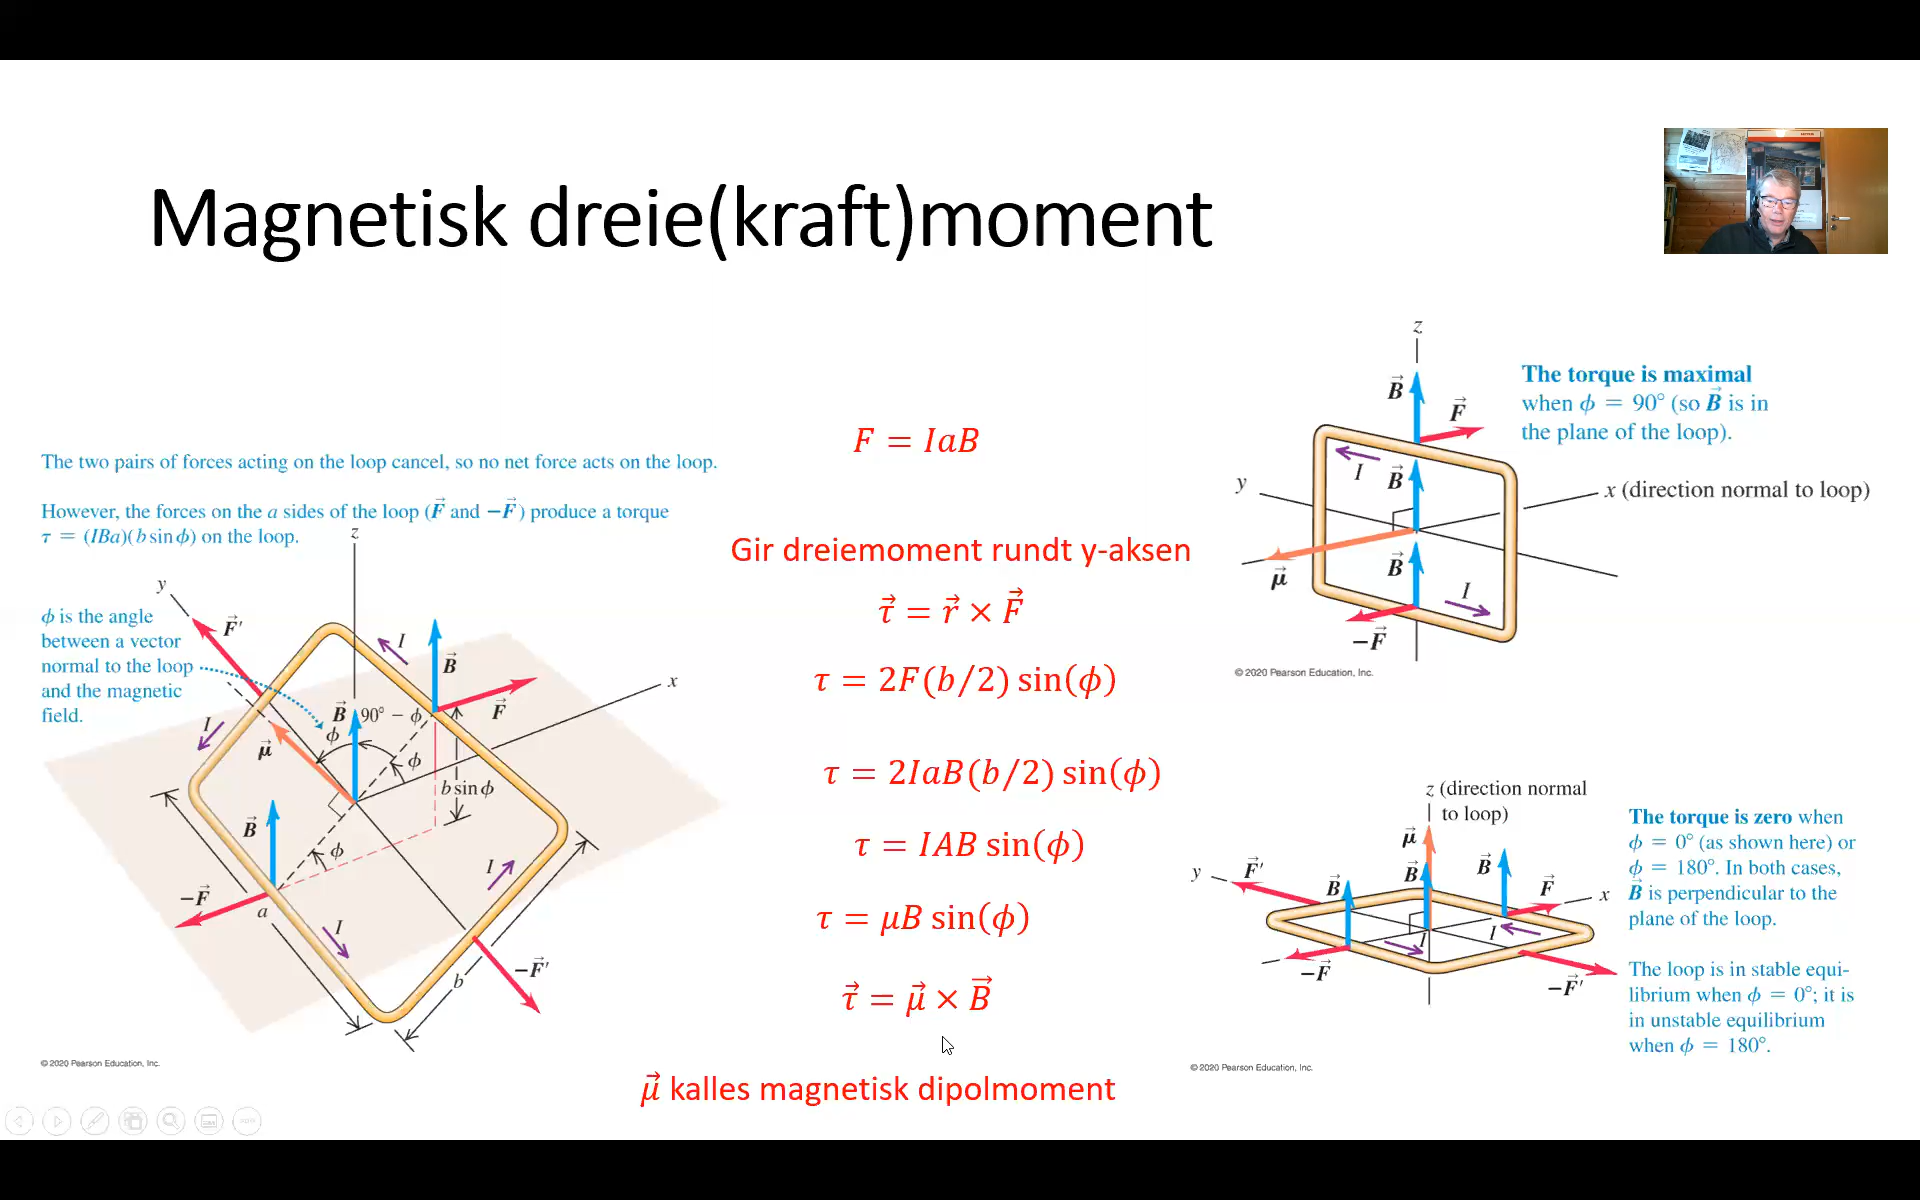 Magnetisk dreie(kraft)moment
The two pairs of forces acting on the loop cancel, so no net force acts on the loop.
However, the forces on the a sides of the loop (F⃗ and −F⃗) produce a torque
τ = (IBa)(b sin ϕ) on the loop.
ϕ is the angle
between a vector
normal to the loop
and the magnetic
field.
z
y
x
F⃗′
I
B⃗
F⃗
B⃗
90° − ϕ
ϕ
μ⃗
ϕ
I
b sin ϕ
B⃗
ϕ
I
−F⃗
a
I
−F⃗′
b
© 2020 Pearson Education, Inc.
F = IaB
Gir dreiemoment rundt y-aksen
τ⃗ = r⃗ × F⃗
τ = 2F(b/2) sin(ϕ)
τ = 2IaB(b/2) sin(ϕ)
τ = IAB sin(ϕ)
τ = μB sin(ϕ)
τ⃗ = μ⃗ × B⃗
μ⃗ kalles magnetisk dipolmoment
z
B⃗
F⃗
I
B⃗
y
x (direction normal to loop)
B⃗
μ⃗
I
−F⃗
The torque is maximal
when ϕ = 90° (so B⃗ is in
the plane of the loop).
© 2020 Pearson Education, Inc.
z (direction normal
to loop)
μ⃗
y
F⃗′
B⃗
B⃗
B⃗
F⃗
x
I
I
−F⃗
−F⃗′
The torque is zero when
ϕ = 0° (as shown here) or
ϕ = 180°. In both cases,
B⃗ is perpendicular to the
plane of the loop.
The loop is in stable equi-
librium when ϕ = 0°; it is
in unstable equilibrium
when ϕ = 180°.
© 2020 Pearson Education, Inc.